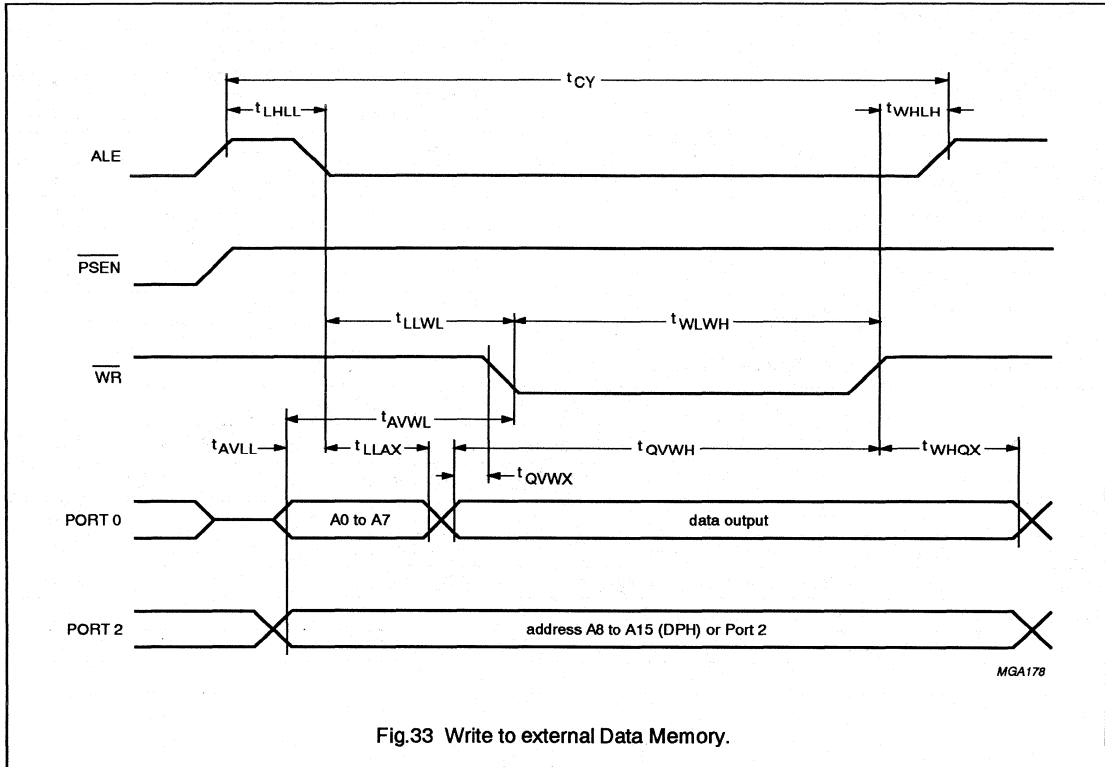 tCY
tLHLL
tWHLH
ALE
PSEN
tLLWL
tWLWH
WR
tAVWL
tAVLL
tLLAX
tQVWH
tWHQX
tQVWX
PORT 0
A0 to A7
data output
PORT 2
address A8 to A15 (DPH) or Port 2
MGA178
Fig.33 Write to external Data Memory.